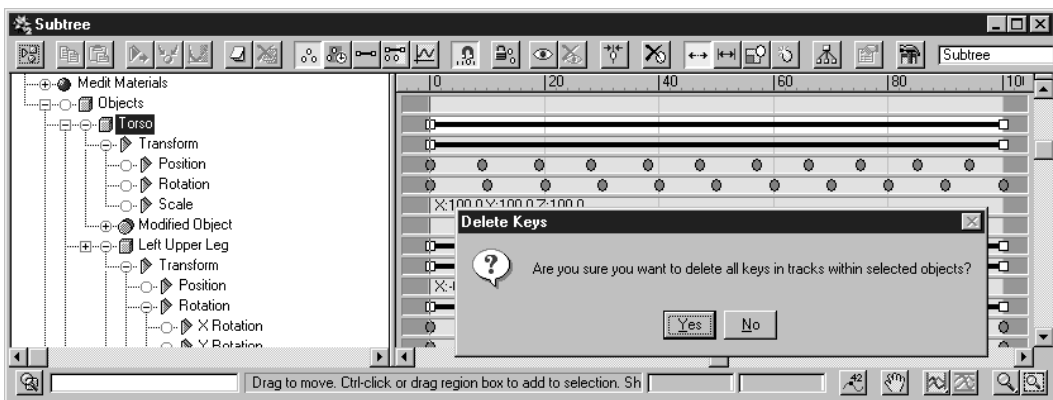 Subtree
Subtree
0 20 40 60 80 100
Medit Materials
Objects
Torso
Transform
Position
Rotation
Scale
X:100.0 Y:100.0 Z:100.0
Modified Object
Left Upper Leg
Transform
Position
X:-
Rotation
X Rotation
Y Rotation
Delete Keys
Are you sure you want to delete all keys in tracks within selected objects?
Yes No
Drag to move. Ctrl-click or drag region box to add to selection. Sh
42